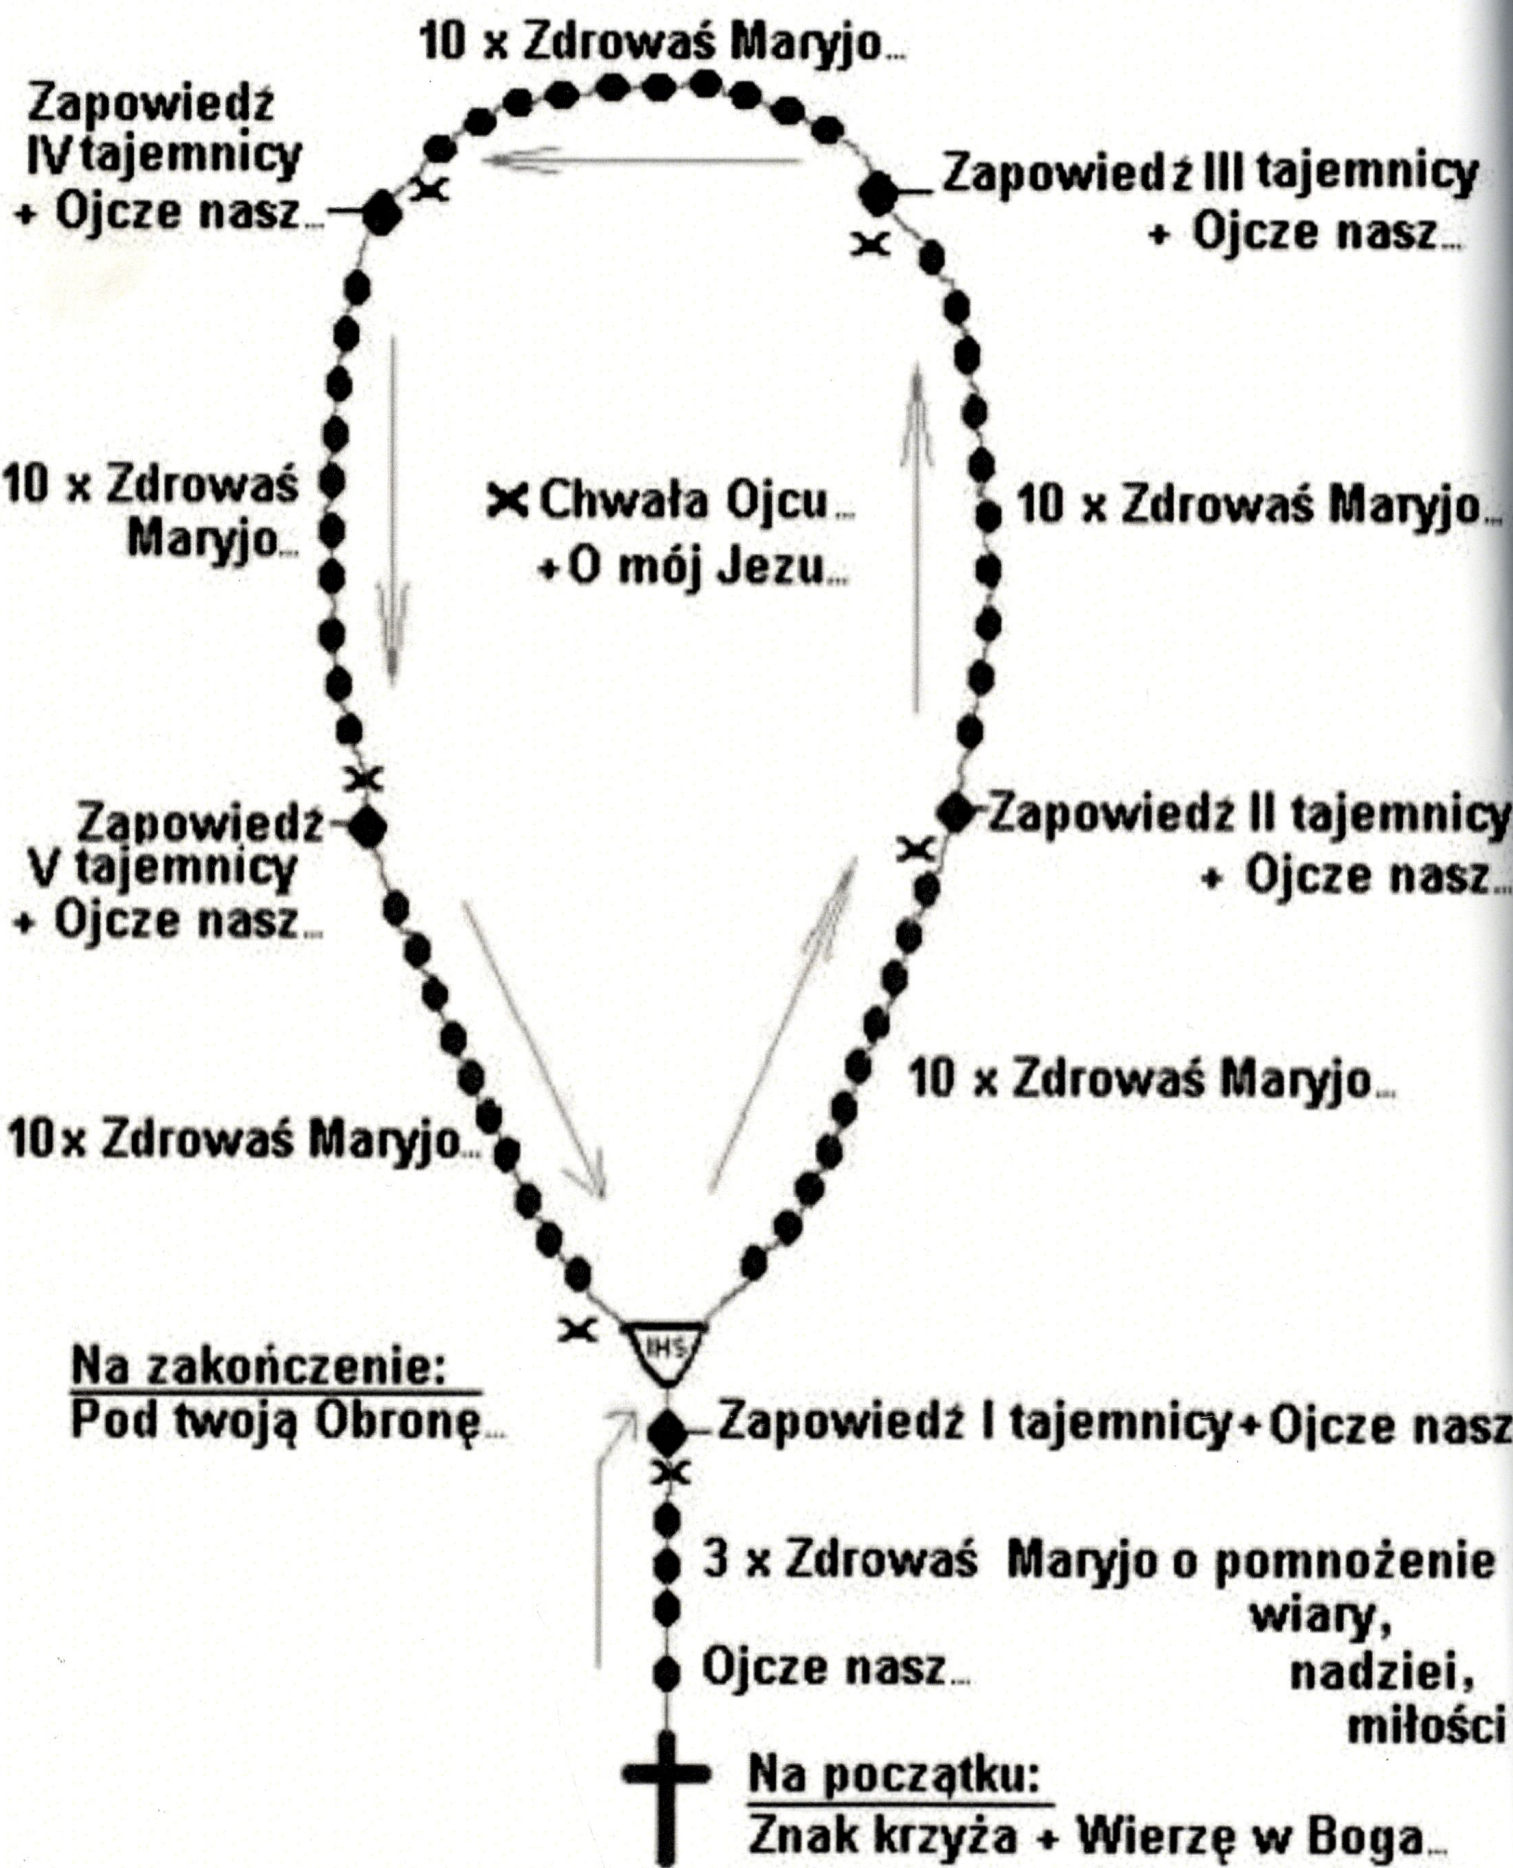 10 x Zdrowaś Maryjo...
Zapowiedź
IV tajemnicy
+ Ojcze nasz...
Zapowiedź III tajemnicy
+ Ojcze nasz...
10 x Zdrowaś
Maryjo...
x Chwała Ojcu...
+ O mój Jezu...
10 x Zdrowaś Maryjo...
Zapowiedź
V tajemnicy
+ Ojcze nasz...
Zapowiedź II tajemnicy
+ Ojcze nasz...
10 x Zdrowaś Maryjo...
10x Zdrowaś Maryjo...
IHS
Na zakończenie:
Pod twoją Obronę...
Zapowiedź I tajemnicy + Ojcze nasz
3 x Zdrowaś Maryjo o pomnożenie
wiary,
nadziei,
miłości
Ojcze nasz...
Na początku:
Znak krzyża + Wierzę w Boga...